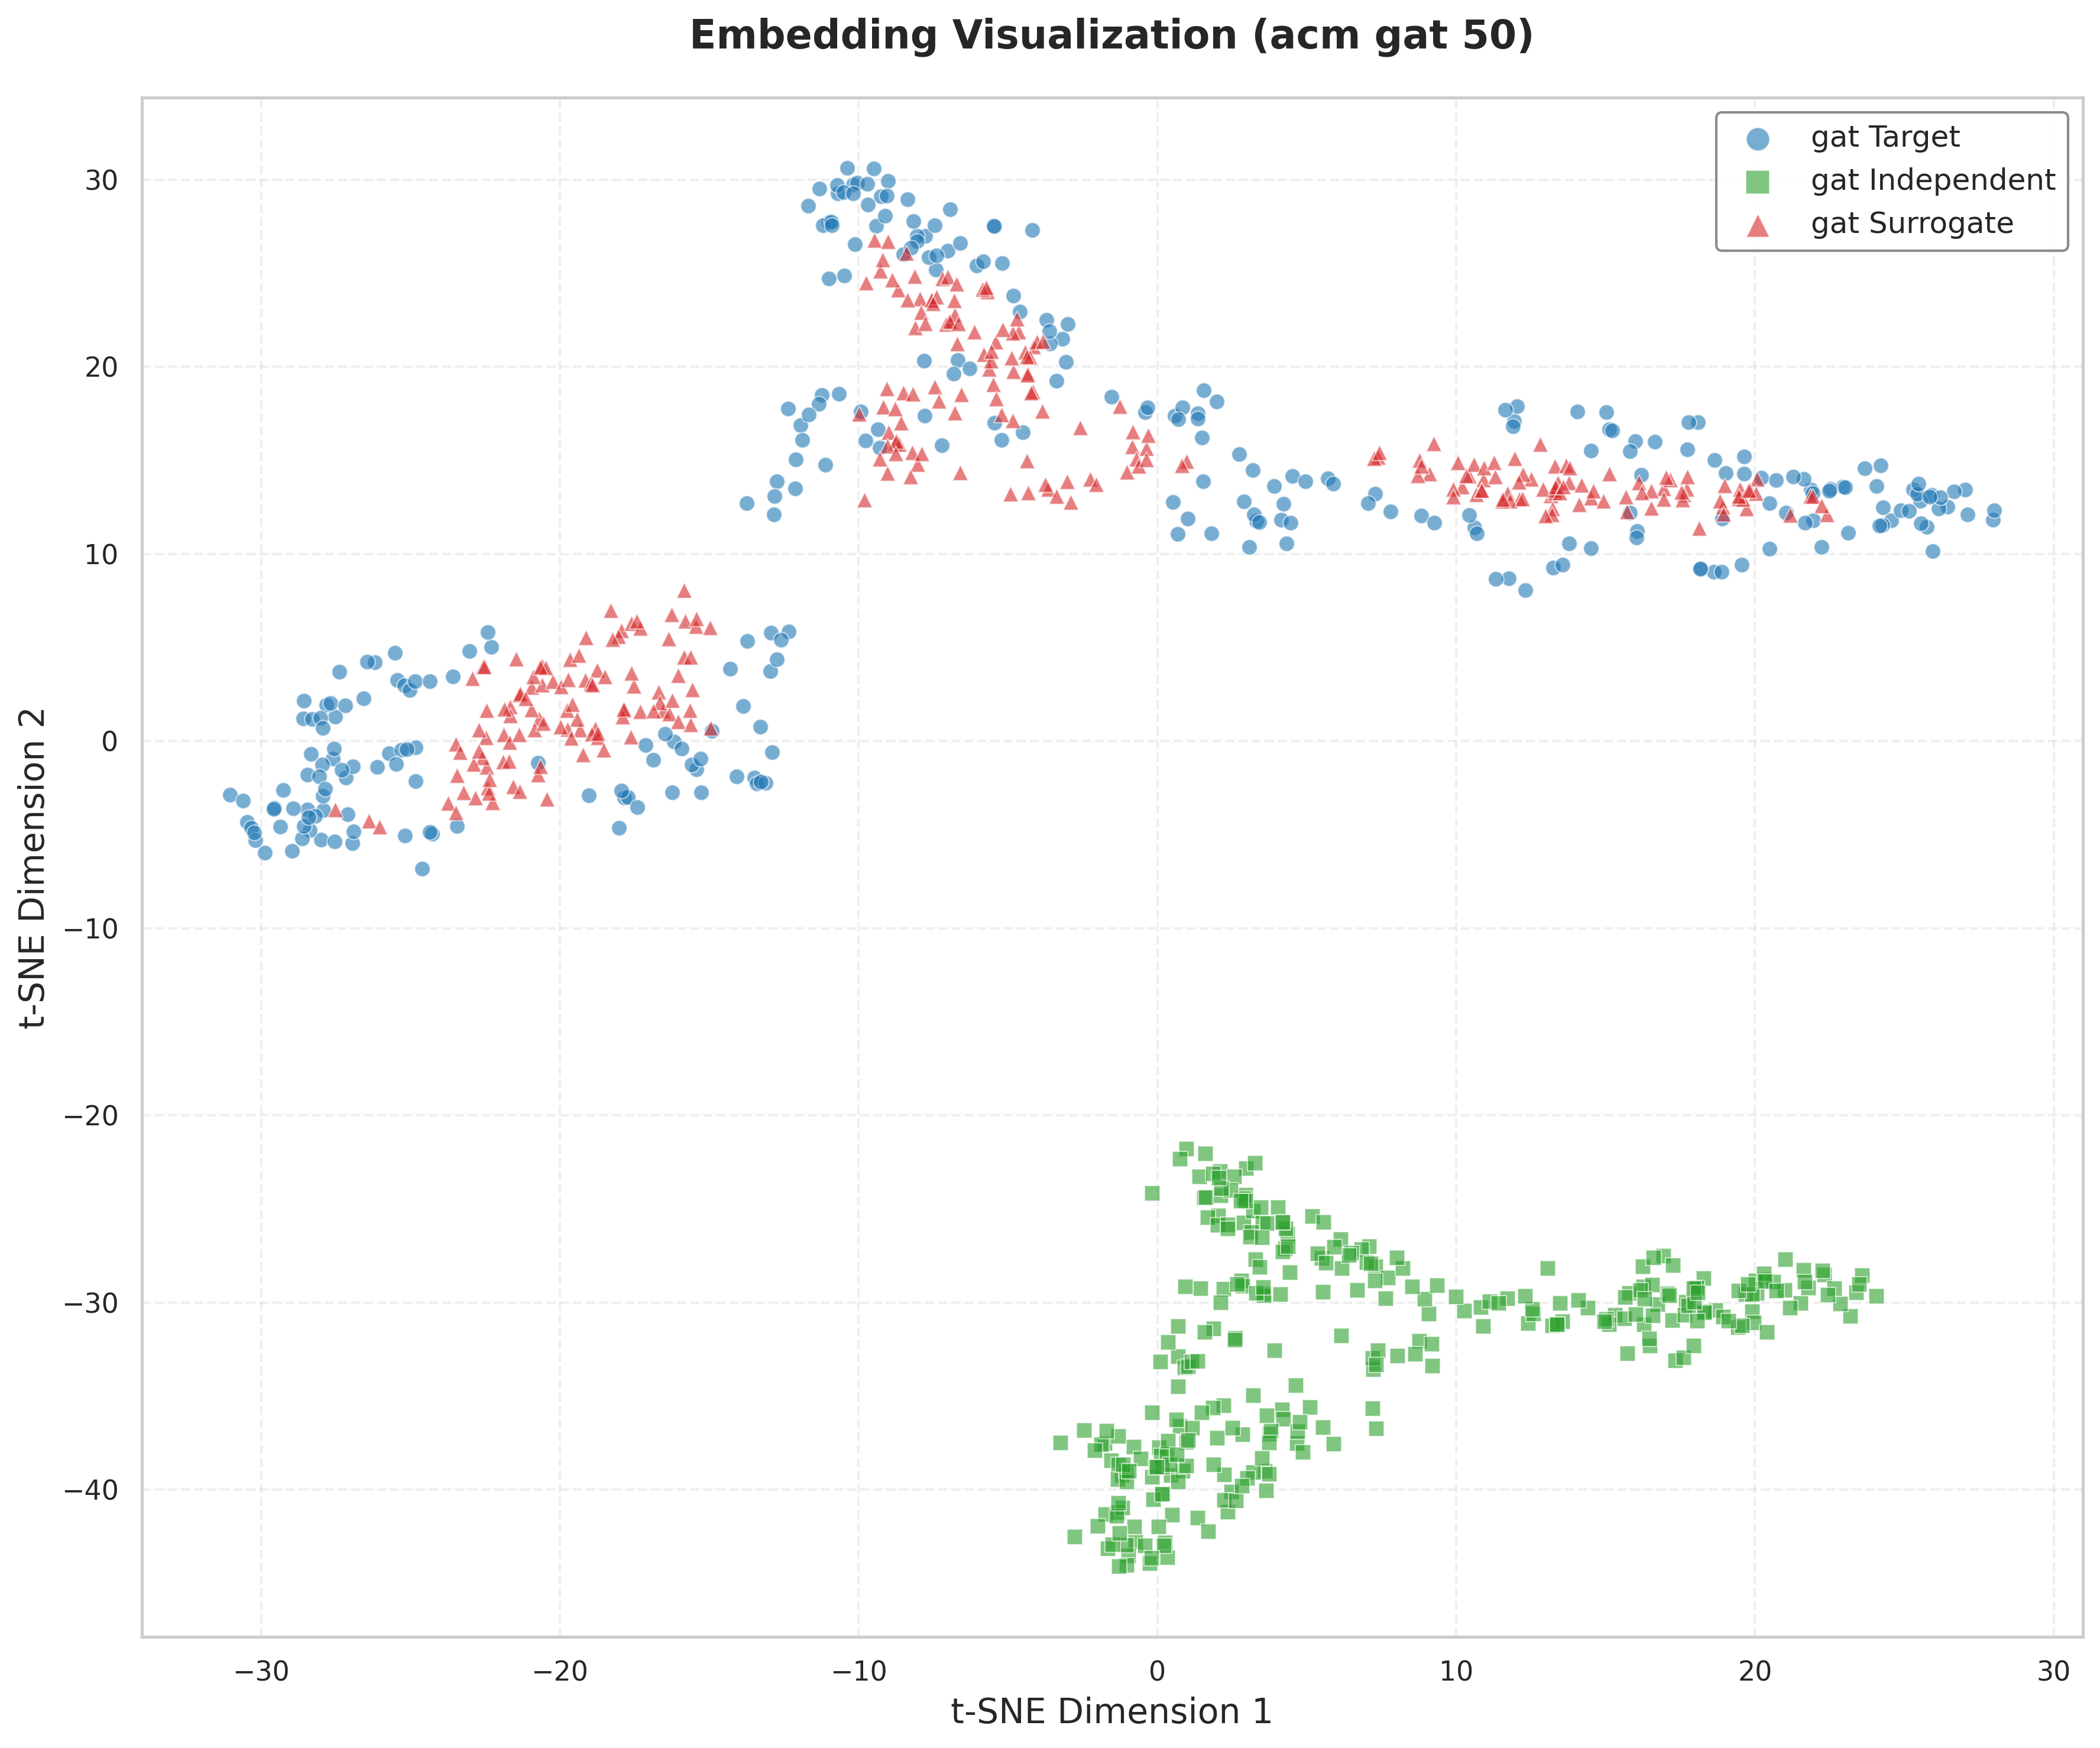 Embedding Visualization (acm gat 50)
gat Target
gat Independent
gat Surrogate
t-SNE Dimension 2
30
20
10
0
−10
−20
−30
−40
−30
−20
−10
0
10
20
30
t-SNE Dimension 1